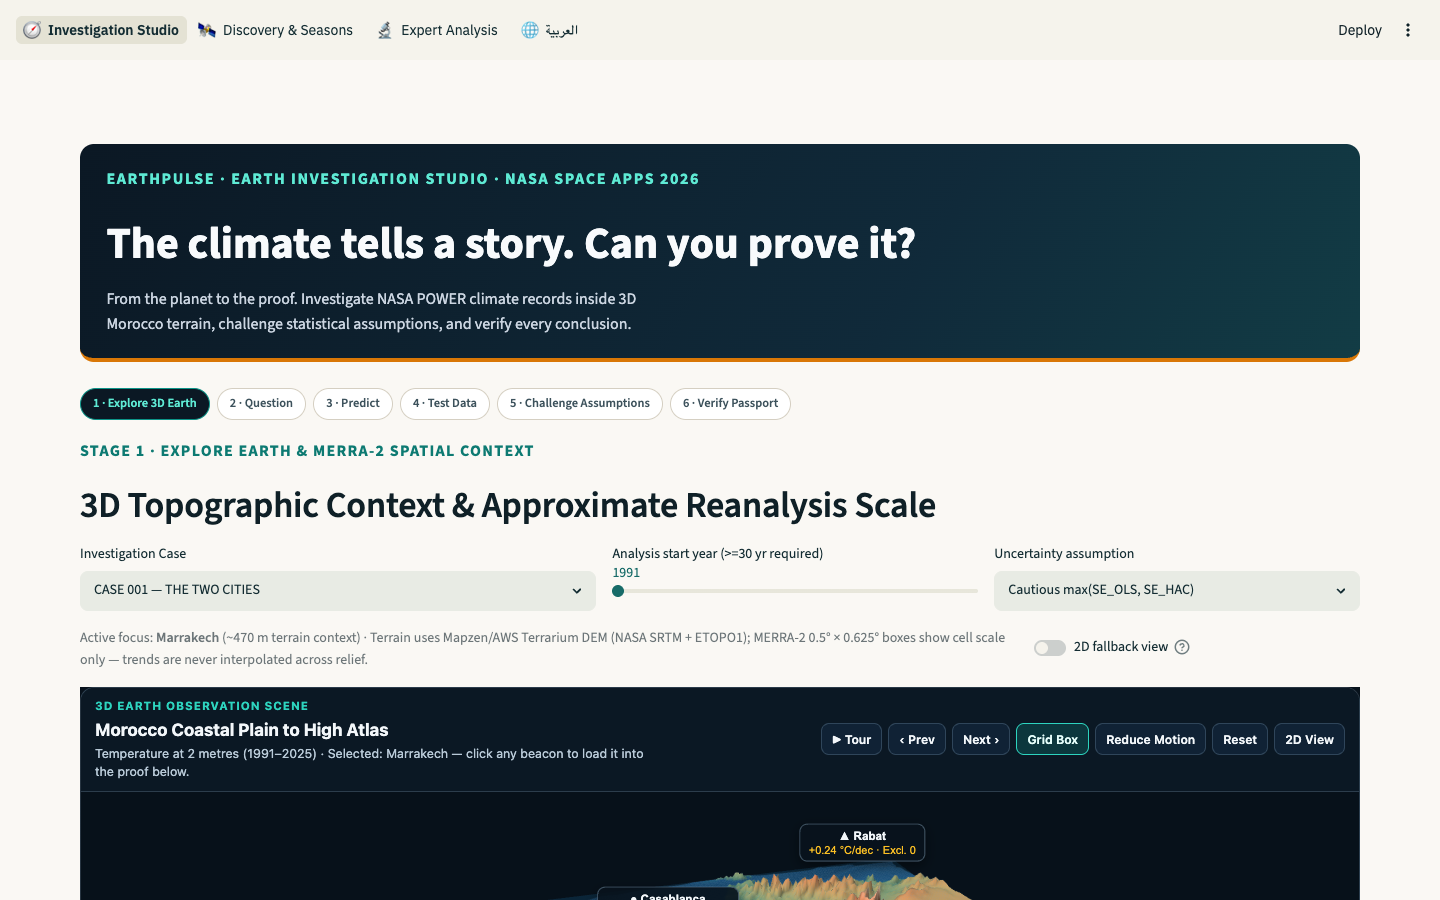 Investigation Studio
Discovery & Seasons
Expert Analysis
العربية
Deploy
EARTHPULSE · EARTH INVESTIGATION STUDIO · NASA SPACE APPS 2026
The climate tells a story. Can you prove it?
From the planet to the proof. Investigate NASA POWER climate records inside 3D
Morocco terrain, challenge statistical assumptions, and verify every conclusion.
1 · Explore 3D Earth
2 · Question
3 · Predict
4 · Test Data
5 · Challenge Assumptions
6 · Verify Passport
STAGE 1 · EXPLORE EARTH & MERRA-2 SPATIAL CONTEXT
3D Topographic Context & Approximate Reanalysis Scale
Investigation Case
CASE 001 — THE TWO CITIES
Analysis start year (>=30 yr required)
1991
Uncertainty assumption
Cautious max(SE_OLS, SE_HAC)
Active focus: Marrakech (~470 m terrain context) · Terrain uses Mapzen/AWS Terrarium DEM (NASA SRTM + ETOPO1); MERRA-2 0.5° × 0.625° boxes show cell scale
only — trends are never interpolated across relief.
2D fallback view
3D EARTH OBSERVATION SCENE
Morocco Coastal Plain to High Atlas
Temperature at 2 metres (1991–2025) · Selected: Marrakech — click any beacon to load it into
the proof below.
▶ Tour
‹ Prev
Next ›
Grid Box
Reduce Motion
Reset
2D View
▲ Rabat
+0.24 °C/dec · Excl. 0
● Casablanca